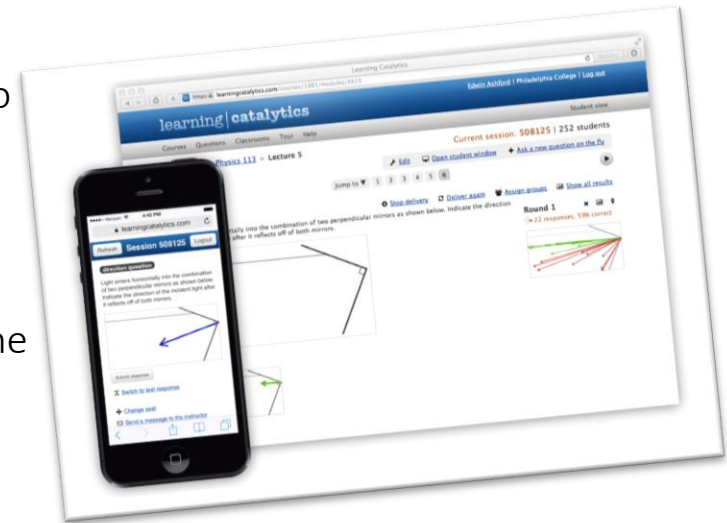 o
ne
Learning Catalytics
https learningcatalytics.com/
learning | catalytics
Edwin Ashford | Philadelphia College | Log out
Courses Questions Classrooms Tour Help
Student view
Physics 113 > Lecture 5
Current session: 508125 | 252 students
Edit Open student window Ask a new question on the fly
Jump to 1 2 3 4 5 6
Stop delivery Deliver again Assign groups Show all results
ally into the combination of two perpendicular mirrors as shown below. Indicate the direction
after it reflects off of both mirrors.
Round 1
22 responses, 59% correct
Verizon 4:42 PM
learningcatalytics.com
Refresh Session 508125 Logout
direction question
Light enters horizontally into the combination
of two perpendicular mirrors as shown below.
Indicate the direction of the incident light after
it reflects off of both mirrors.
Submit response
Switch to text response
Change seat
Send a message to the instructor